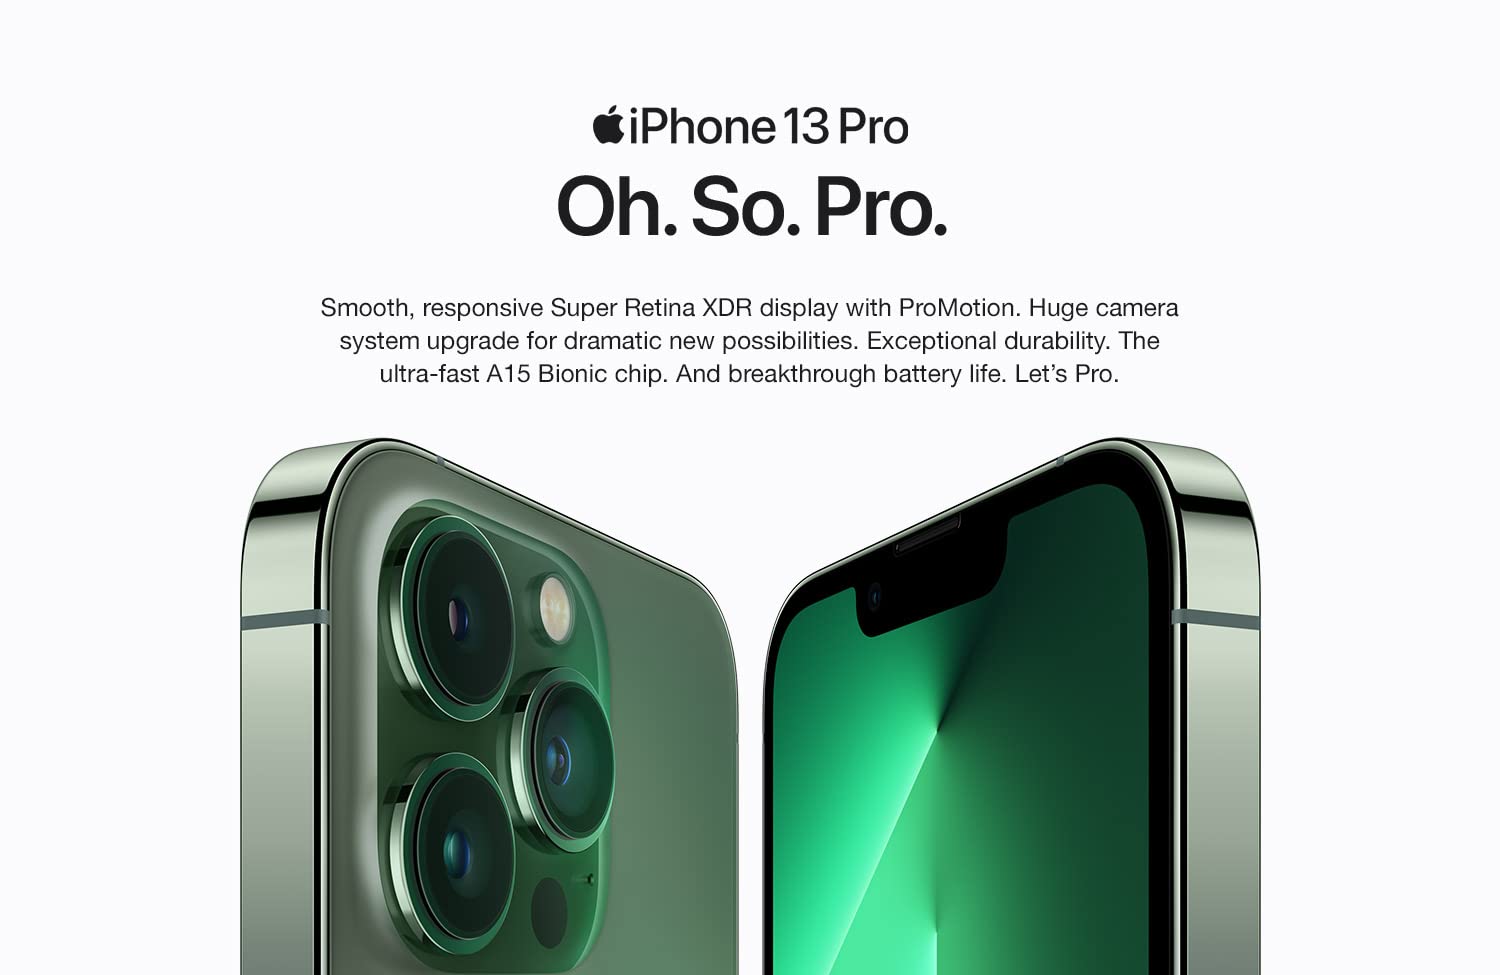 iPhone 13 Pro
Oh. So. Pro.
Smooth, responsive Super Retina XDR display with ProMotion. Huge camera
system upgrade for dramatic new possibilities. Exceptional durability. The
ultra-fast A15 Bionic chip. And breakthrough battery life. Let’s Pro.